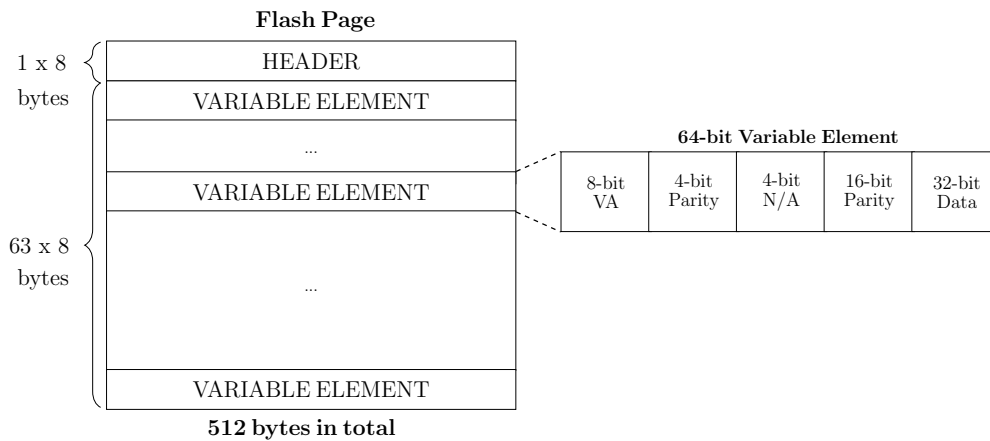 Flash Page
1 x 8
bytes
HEADER
VARIABLE ELEMENT
...
VARIABLE ELEMENT
63 x 8
bytes
...
VARIABLE ELEMENT
512 bytes in total
64-bit Variable Element
8-bit
VA
4-bit
Parity
4-bit
N/A
16-bit
Parity
32-bit
Data